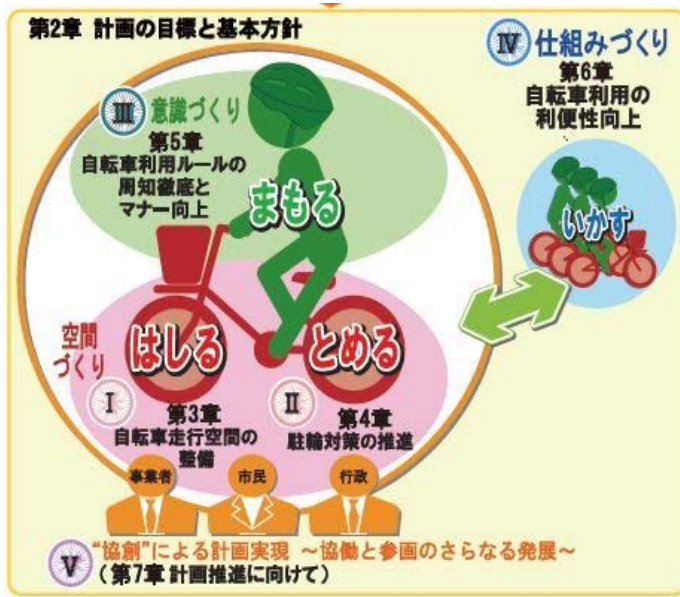 第2章 計画の目標と基本方針
Ⅳ 仕組みづくり
第6章
自転車利用の
利便性向上
いかす
Ⅲ 意識づくり
第5章
自転車利用ルールの
周知徹底と
マナー向上
まもる
空間
づくり
はしる
とめる
Ⅰ
第3章
自転車走行空間の
整備
Ⅱ
第4章
駐輪対策の推進
事業者
市民
行政
Ⅴ “協創”による計画実現 ～協働と参画のさらなる発展～
（第7章 計画推進に向けて）